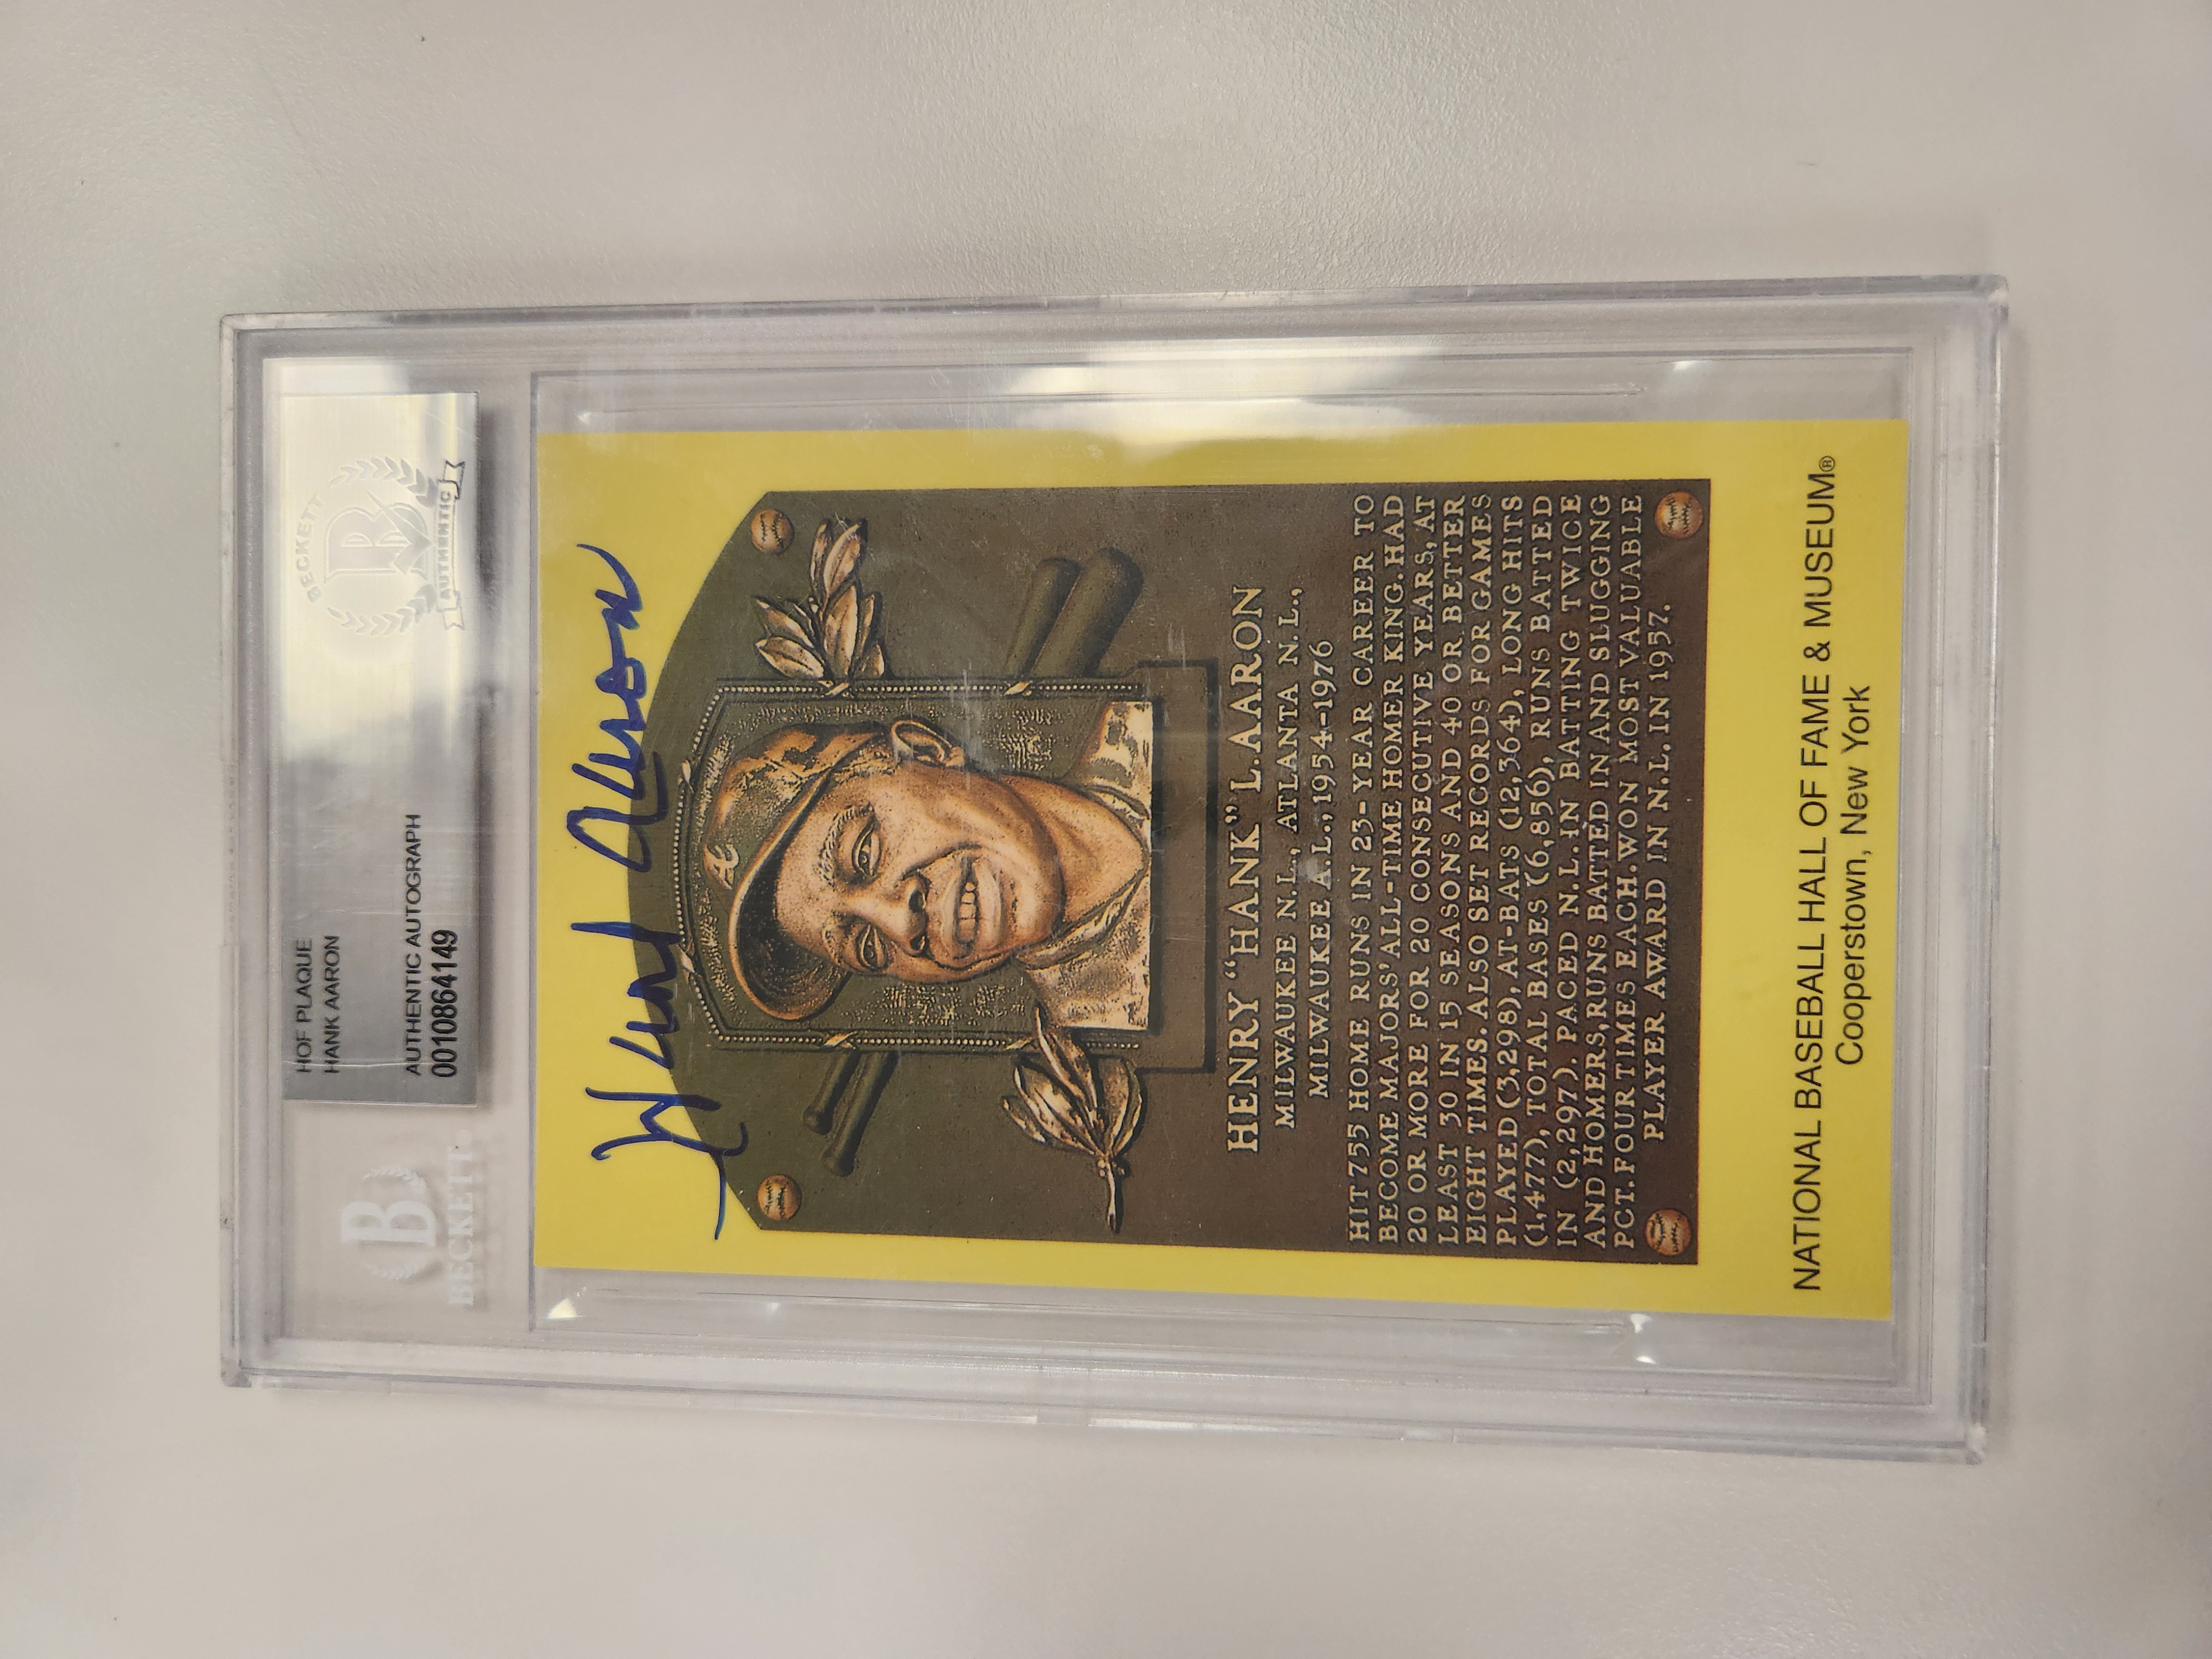 BECKETT
HOF PLAQUE
HANK AARON
AUTHENTIC AUTOGRAPH
0010864149
BECKETT
B
AUTHENTIC
Hank Aaron
A
HENRY “HANK” L. AARON
MILWAUKEE N.L., ATLANTA N.L.,
MILWAUKEE A.L., 1954-1976
HIT 755 HOME RUNS IN 23-YEAR CAREER TO
BECOME MAJORS' ALL-TIME HOMER KING. HAD
20 OR MORE FOR 20 CONSECUTIVE YEARS, AT
LEAST 30 IN 15 SEASONS AND 40 OR BETTER
EIGHT TIMES. ALSO SET RECORDS FOR GAMES
PLAYED (3,298), AT-BATS (12,364), LONG HITS
(1,477), TOTAL BASES (6,856), RUNS BATTED
IN (2,297). PACED N.L. IN BATTING TWICE
AND HOMERS, RUNS BATTED IN AND SLUGGING
PCT. FOUR TIMES EACH. WON MOST VALUABLE
PLAYER AWARD IN N.L. IN 1957.
NATIONAL BASEBALL HALL OF FAME & MUSEUM®
Cooperstown, New York